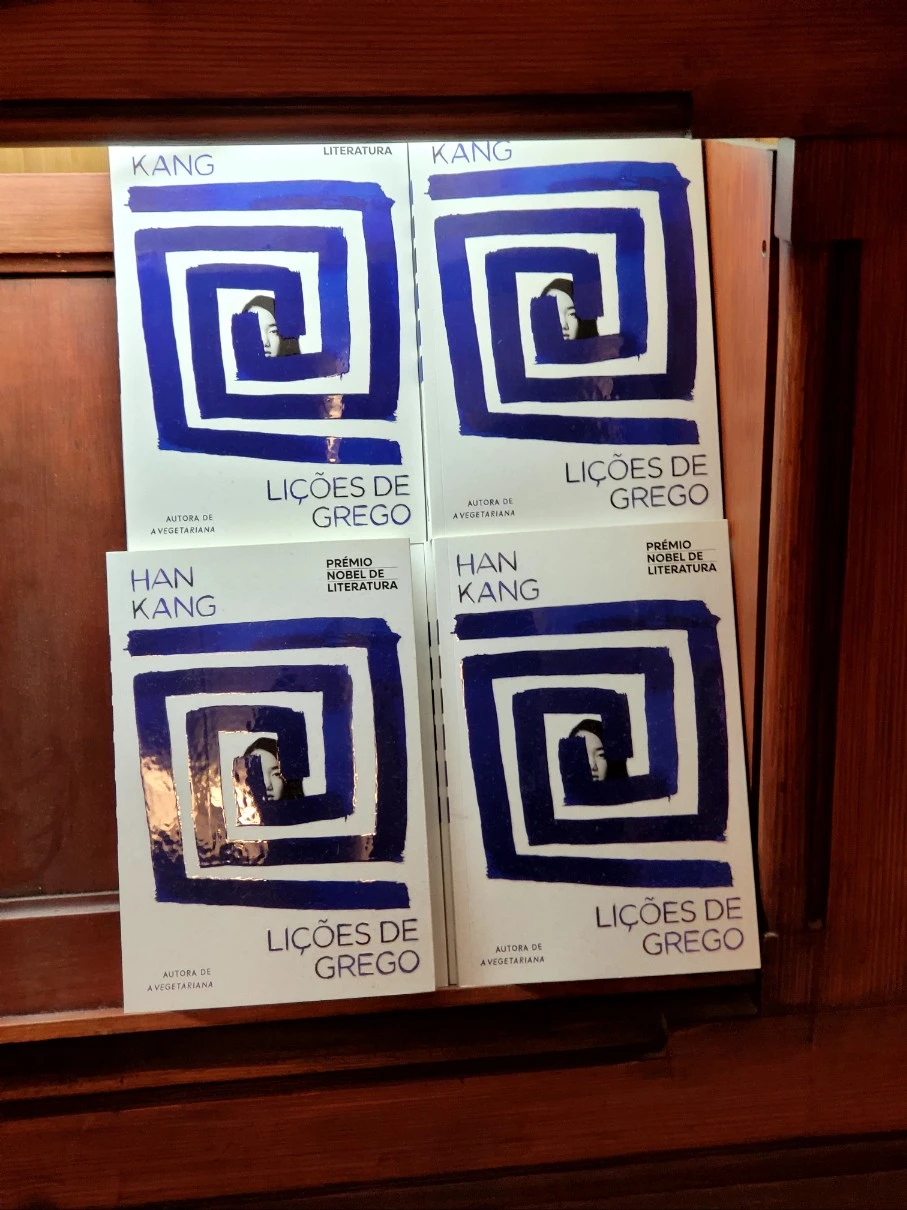 KANG
LITERATURA
LIÇÕES DE
GREGO
AUTORA DE
A VEGETARIANA
KANG
LIÇÕES DE
GREGO
AUTORA DE
A VEGETARIANA
HAN
KANG
PRÉMIO
NOBEL DE
LITERATURA
LIÇÕES DE
GREGO
AUTORA DE
A VEGETARIANA
HAN
KANG
PRÉMIO
NOBEL DE
LITERATURA
LIÇÕES DE
GREGO
AUTORA DE
A VEGETARIANA